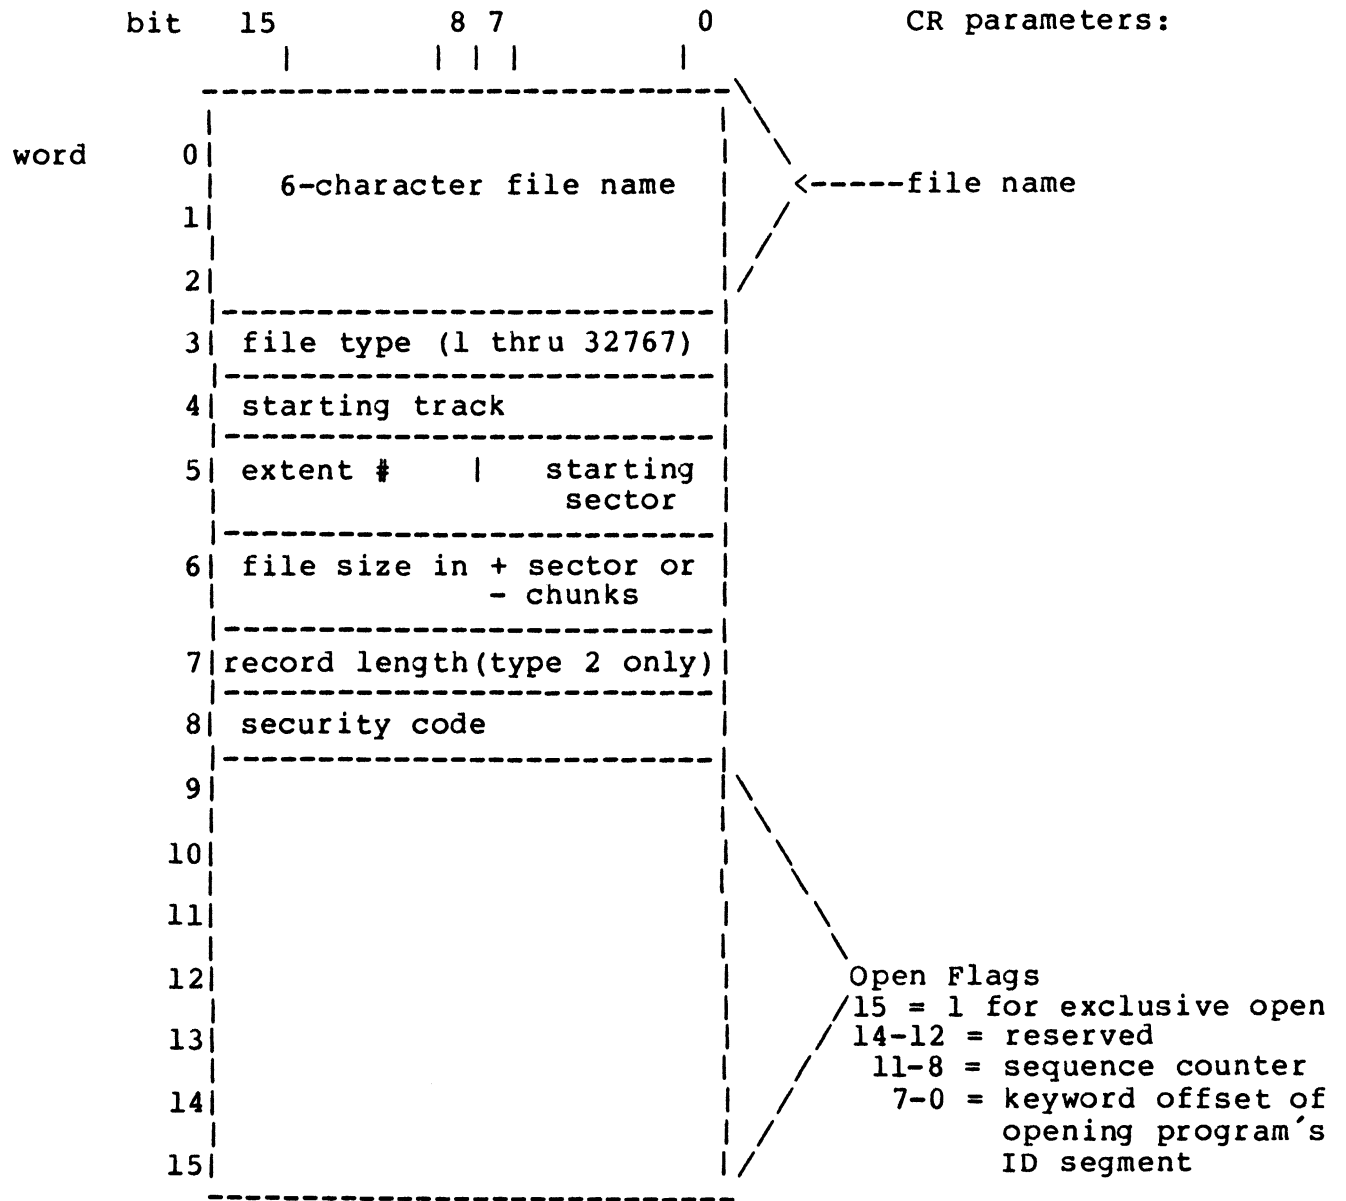 bit 15 8 7 0 CR parameters:
word 0
6-character file name <-----file name
1
2
3 file type (1 thru 32767)
4 starting track
5 extent # | starting
sector
6 file size in + sector or
- chunks
7 record length(type 2 only)
8 security code
9
10
11
12 Open Flags
15 = 1 for exclusive open
13 14-12 = reserved
11-8 = sequence counter
14 7-0 = keyword offset of
opening program's
15 ID segment